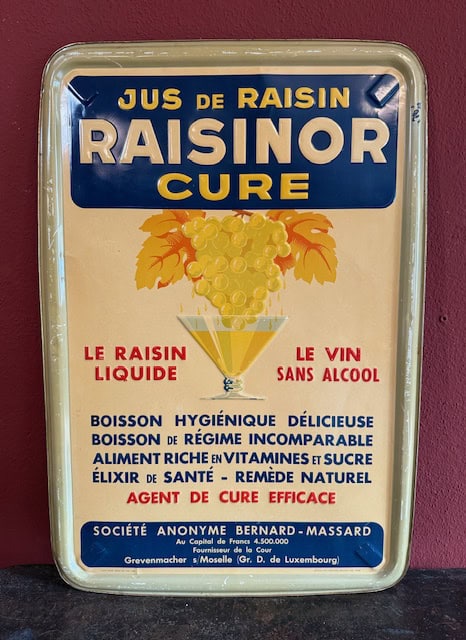 JUS DE RAISIN
RAISINOR
CURE
LE RAISIN LIQUIDE
LE VIN SANS ALCOOL
BOISSON HYGIÉNIQUE DÉLICIEUSE
BOISSON DE RÉGIME INCOMPARABLE
ALIMENT RICHE EN VITAMINES ET SUCRE
ÉLIXIR DE SANTÉ - REMÈDE NATUREL
AGENT DE CURE EFFICACE
SOCIÉTÉ ANONYME BERNARD-MASSARD
Au Capital de Francs 4.500.000
Fournisseur de la Cour
Grevenmacher s/Moselle (Gr. D. de Luxembourg)